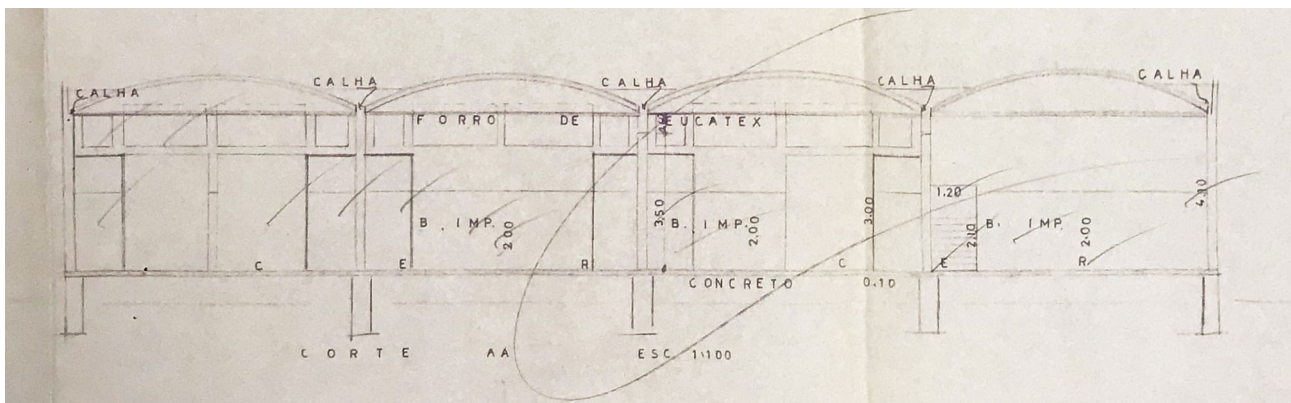 CALHA
CALHA
CALHA
CALHA
CALHA
FORRO DE EUCATEX
1.20
B. IMP. 2.00
3.50
B. IMP. 2.00
3.00
2.10
B. IMP. 2.00
4.10
C E R
C E R
CONCRETO 0.10
CORTE AA ESC. 1:100